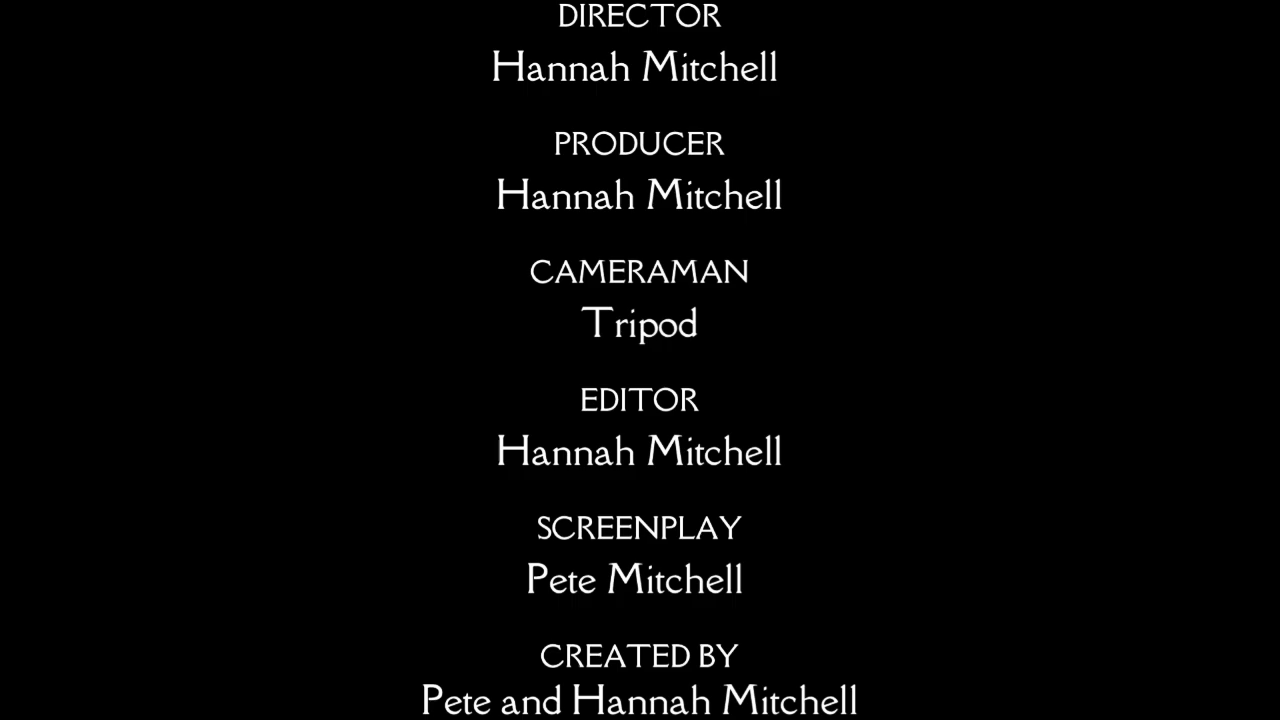 DIRECTOR
Hannah Mitchell
PRODUCER
Hannah Mitchell
CAMERAMAN
Tripod
EDITOR
Hannah Mitchell
SCREENPLAY
Pete Mitchell
CREATED BY
Pete and Hannah Mitchell